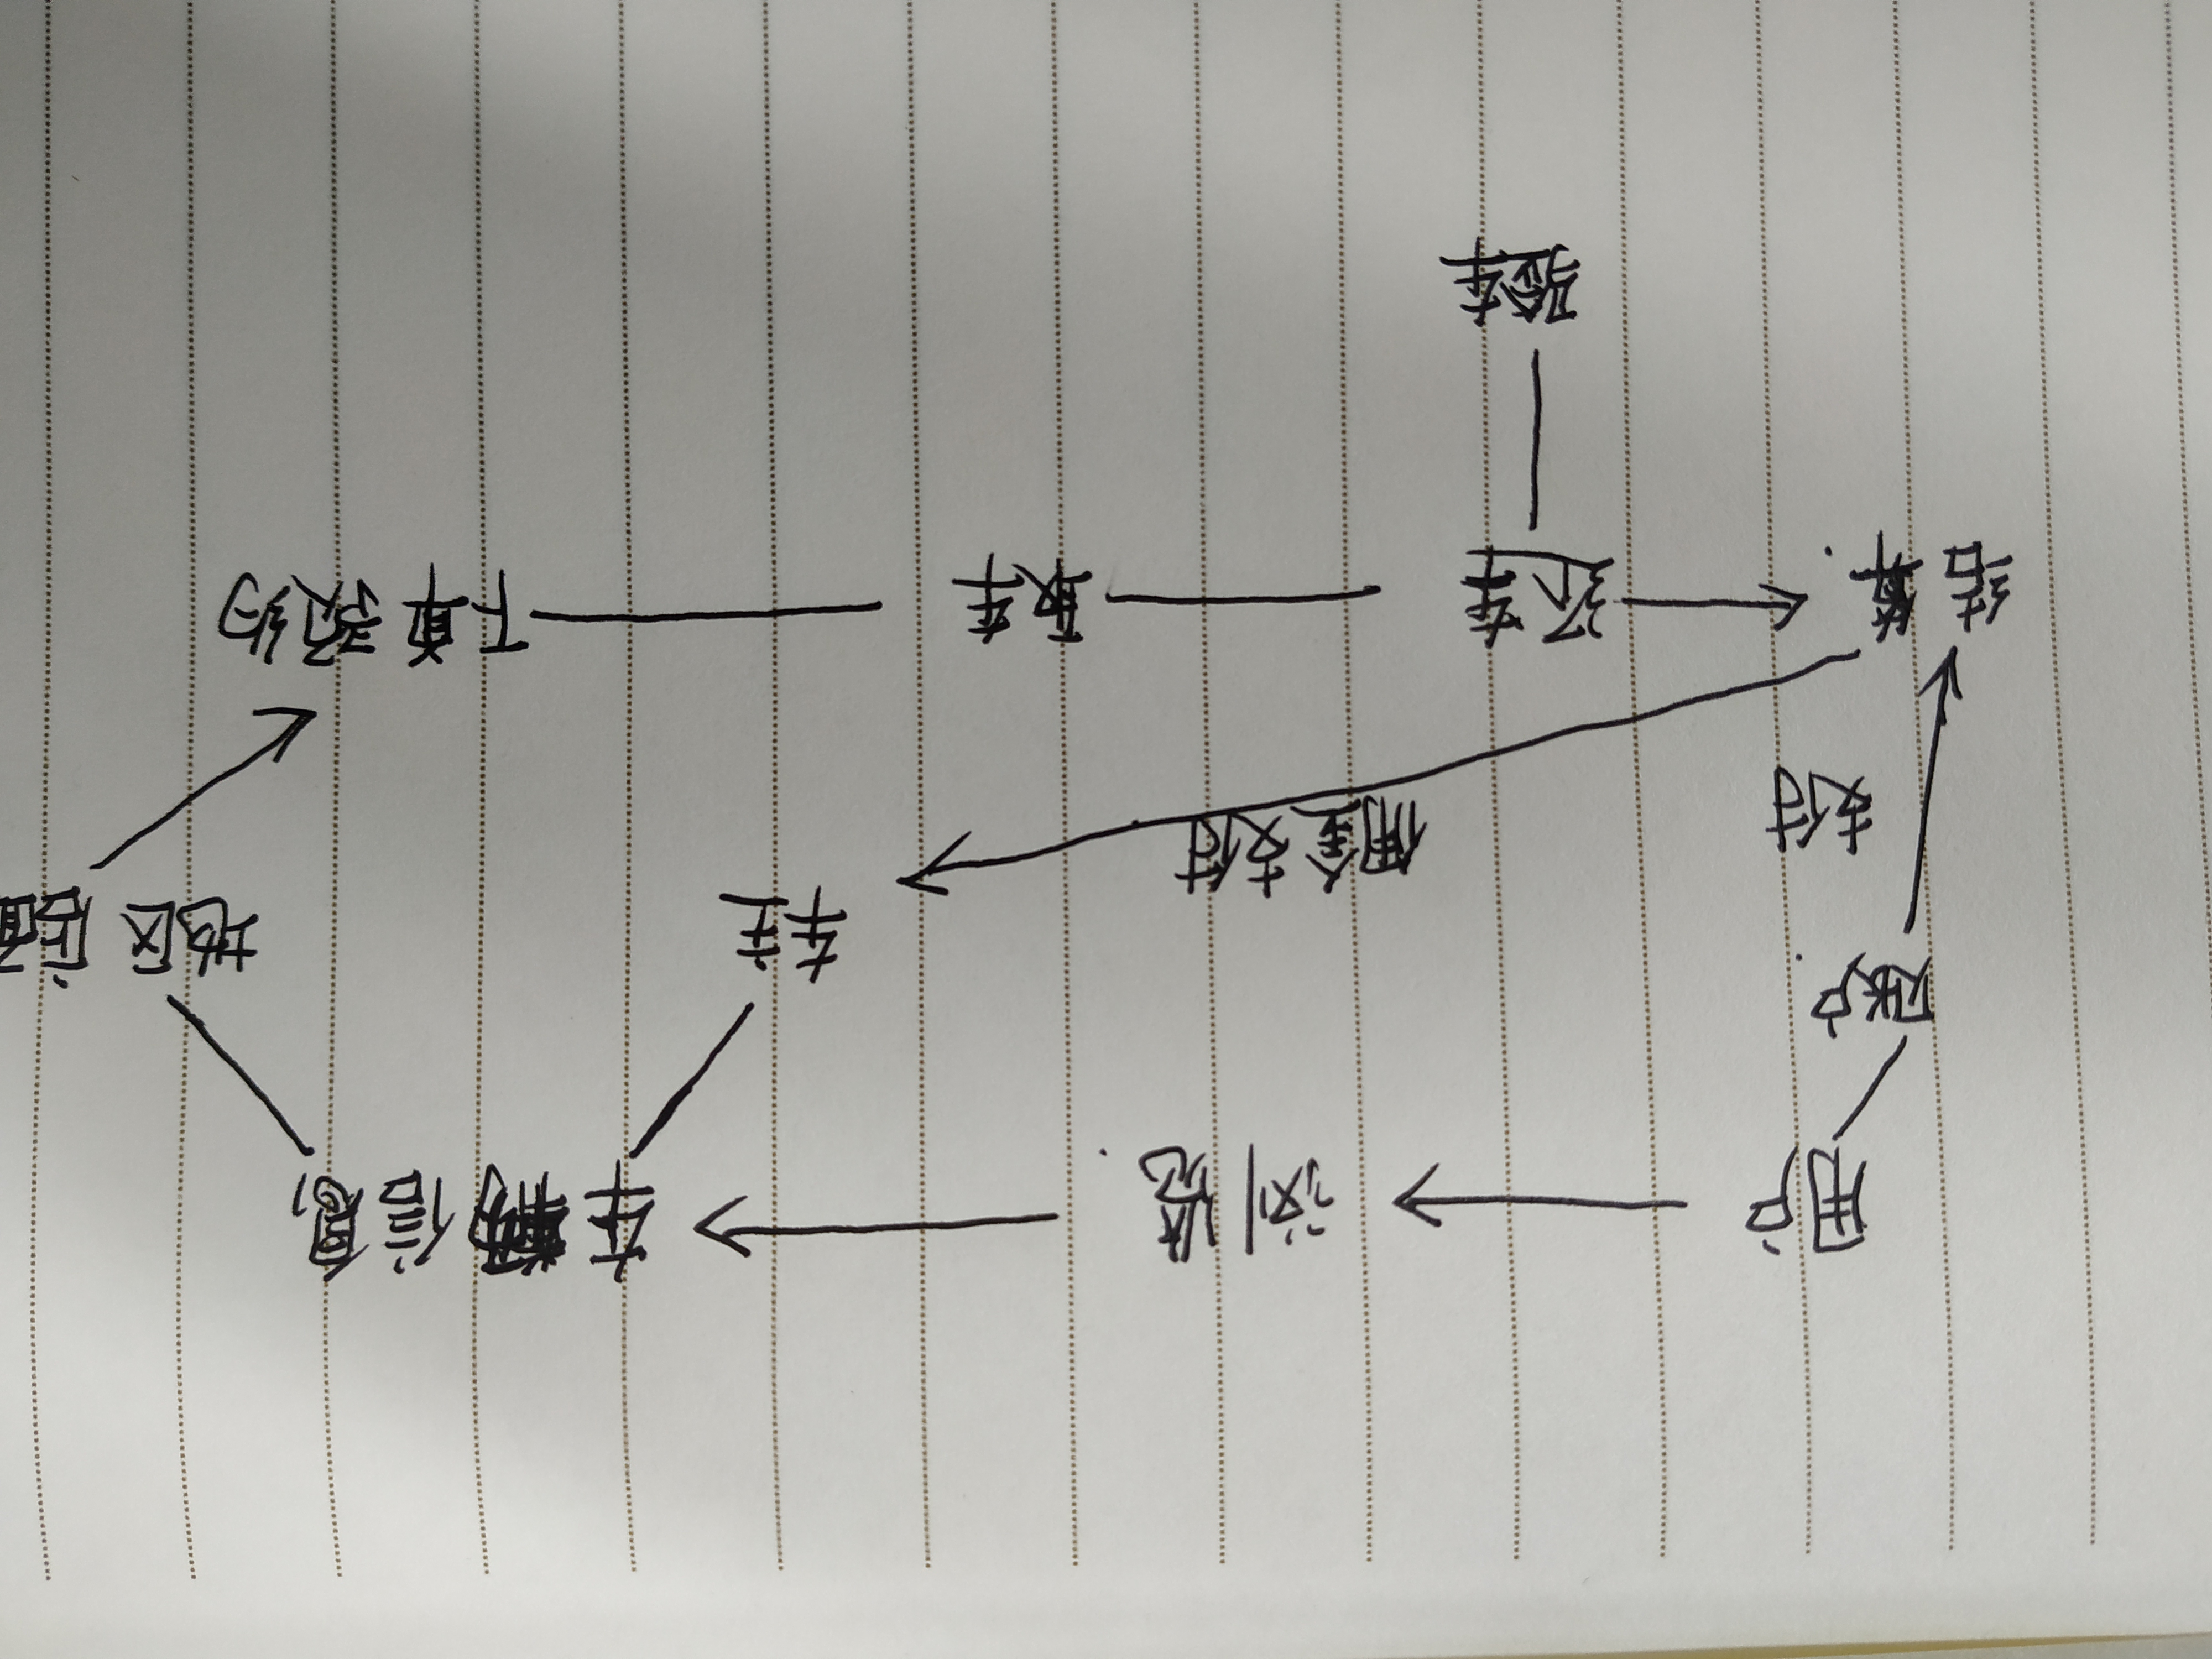 用户 浏览. 车辆信息
账户.
车主 地区 店面
支付 佣金支付
结算. 还车 取车 下单预约
验车